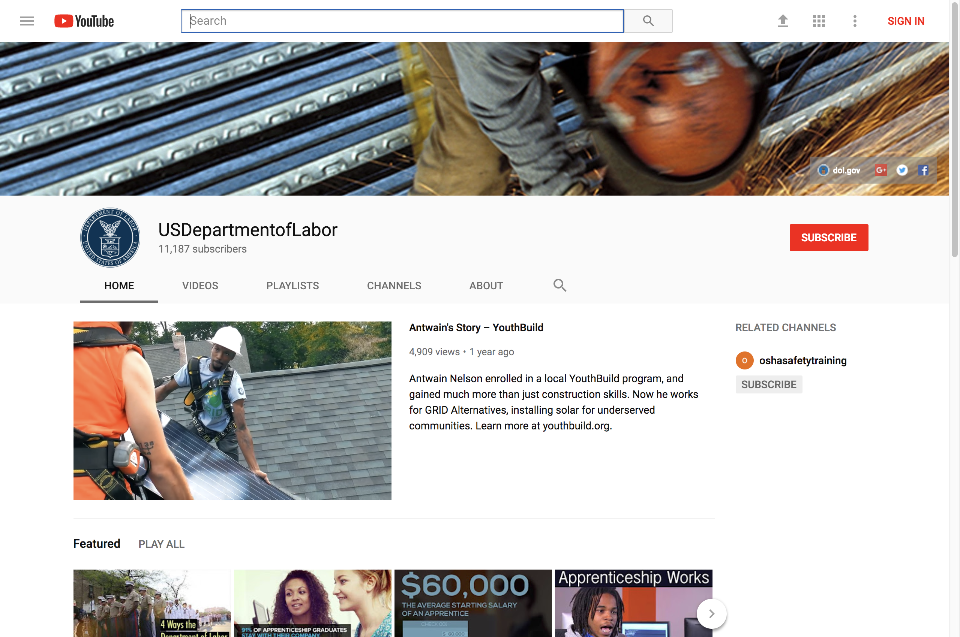 YouTube
Search
SIGN IN
dol.gov
G+
USDepartmentofLabor
11,187 subscribers
SUBSCRIBE
HOME VIDEOS PLAYLISTS CHANNELS ABOUT
Antwain's Story – YouthBuild
4,909 views • 1 year ago
Antwain Nelson enrolled in a local YouthBuild program, and
gained much more than just construction skills. Now he works
for GRID Alternatives, installing solar for underserved
communities. Learn more at youthbuild.org.
RELATED CHANNELS
O oshasafetytraining
SUBSCRIBE
Featured PLAY ALL
4 Ways the
Department of Labor
91% OF APPRENTICESHIP GRADUATES
STAY WITH THEIR COMPANY
$60,000
THE AVERAGE STARTING SALARY
OF AN APPRENTICE
Apprenticeship Works